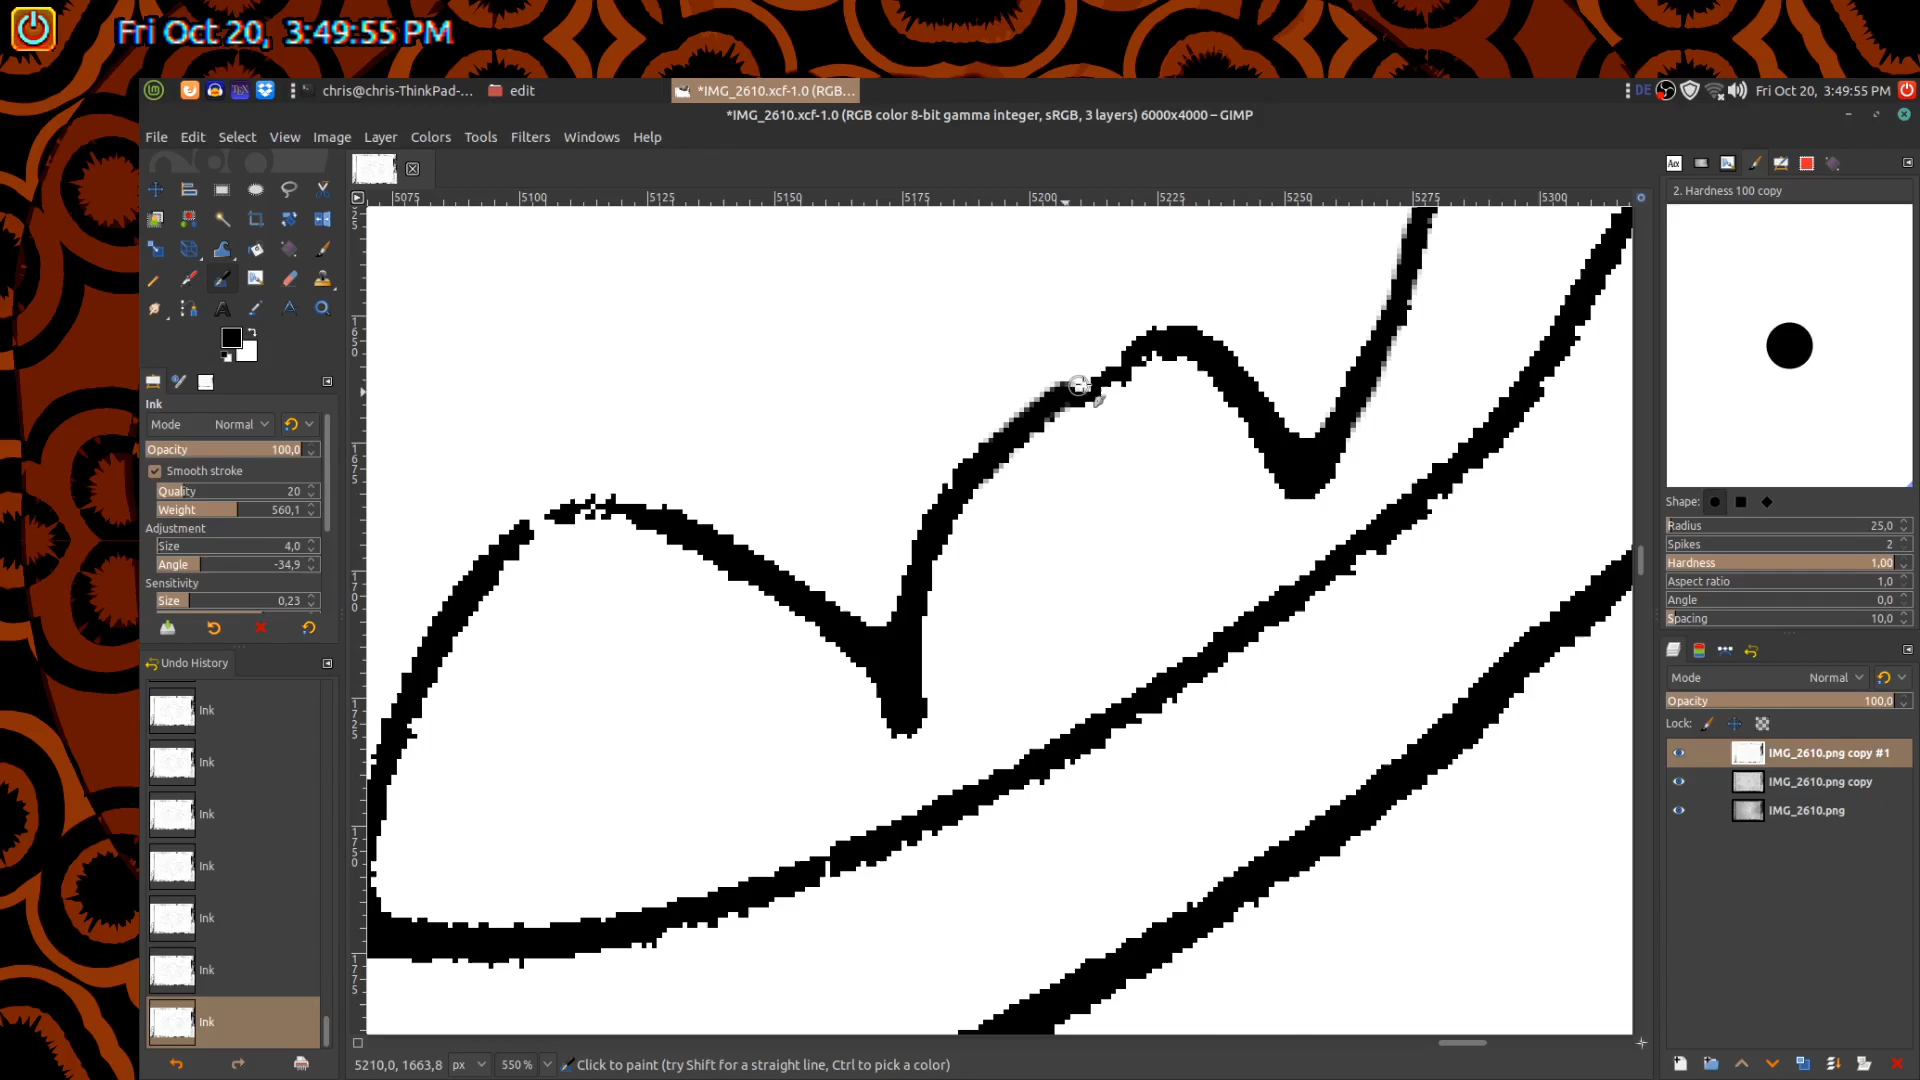 Fri Oct 20, 3:49:55 PM
chris@chris-ThinkPad-...
edit
*IMG_2610.xcf-1.0 (RGB...
DE
Fri Oct 20, 3:49:55 PM
*IMG_2610.xcf-1.0 (RGB color 8-bit gamma integer, sRGB, 3 layers) 6000x4000 – GIMP
File Edit Select View Image Layer Colors Tools Filters Windows Help
5075 5100 5125 5150 5175 5200 5225 5250 5275 5300
1650
1675
1700
1725
1750
1775
Ink
Mode Normal
Opacity 100,0
Smooth stroke
Quality 20
Weight 560,1
Adjustment
Size 4,0
Angle -34,9
Sensitivity
Size 0,23
Undo History
Ink
Ink
Ink
Ink
Ink
Ink
Ink
5210,0, 1663,8 px 550 % Click to paint (try Shift for a straight line, Ctrl to pick a color)
2. Hardness 100 copy
Shape:
Radius 25,0
Spikes 2
Hardness 1,00
Aspect ratio 1,0
Angle 0,0
Spacing 10,0
Mode Normal
Opacity 100,0
Lock:
IMG_2610.png copy #1
IMG_2610.png copy
IMG_2610.png